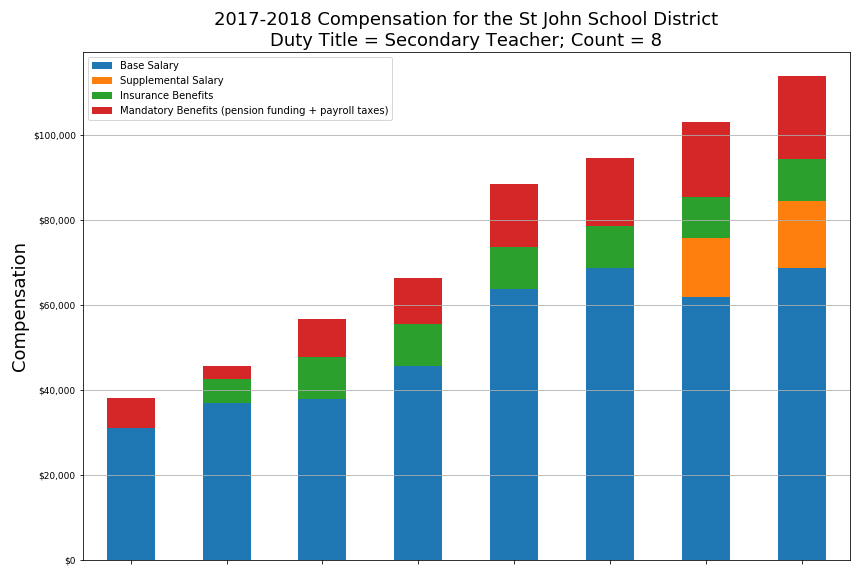 2017-2018 Compensation for the St John School District
Duty Title = Secondary Teacher; Count = 8
Base Salary
Supplemental Salary
Insurance Benefits
Mandatory Benefits (pension funding + payroll taxes)
$100,000
$80,000
$60,000
$40,000
$20,000
$0
Compensation